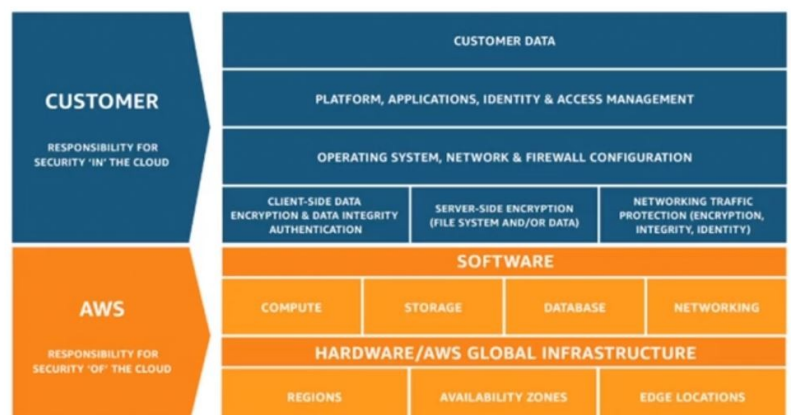 CUSTOMER
RESPONSIBILITY FOR
SECURITY 'IN' THE CLOUD
CUSTOMER DATA
PLATFORM, APPLICATIONS, IDENTITY & ACCESS MANAGEMENT
OPERATING SYSTEM, NETWORK & FIREWALL CONFIGURATION
CLIENT-SIDE DATA
ENCRYPTION & DATA INTEGRITY
AUTHENTICATION
SERVER-SIDE ENCRYPTION
(FILE SYSTEM AND/OR DATA)
NETWORKING TRAFFIC
PROTECTION (ENCRYPTION,
INTEGRITY, IDENTITY)
AWS
RESPONSIBILITY FOR
SECURITY 'OF' THE CLOUD
SOFTWARE
COMPUTE
STORAGE
DATABASE
NETWORKING
HARDWARE/AWS GLOBAL INFRASTRUCTURE
REGIONS
AVAILABILITY ZONES
EDGE LOCATIONS